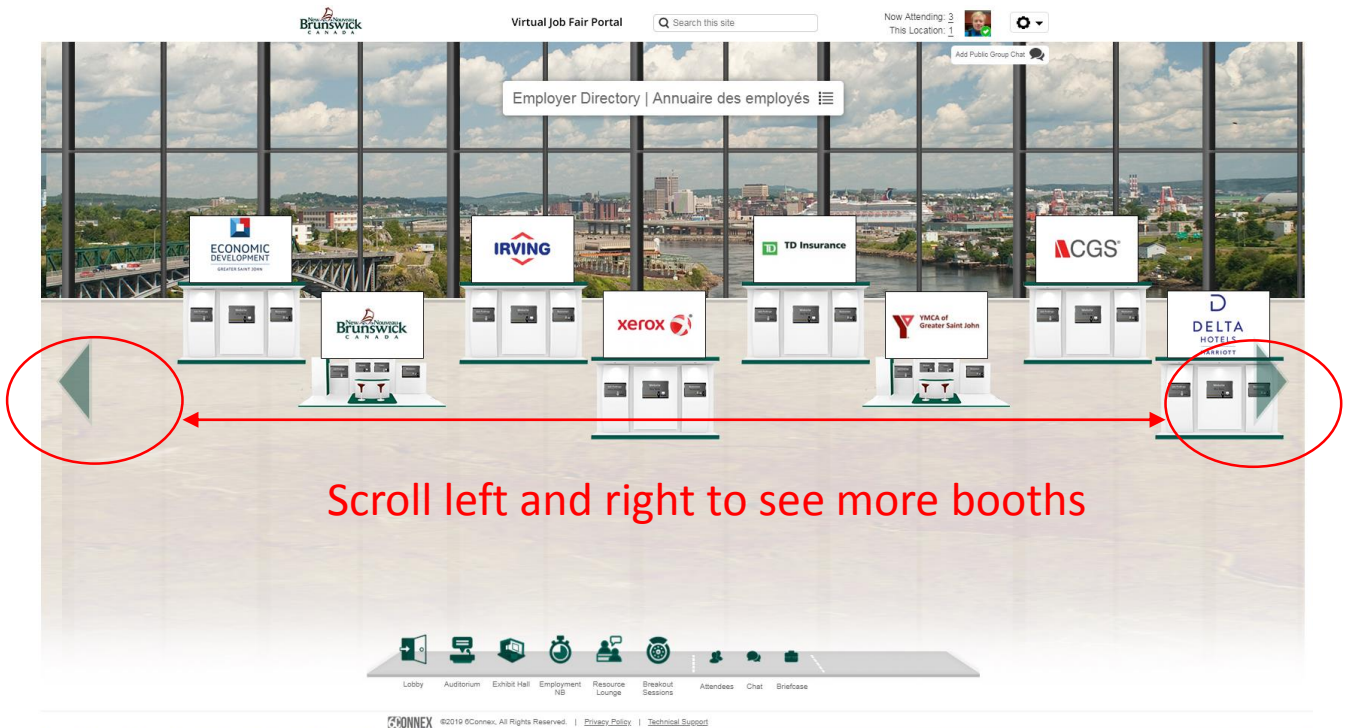 New Nouveau
Brunswick
CANADA
Virtual Job Fair Portal
Search this site
Now Attending: 3
This Location: 1
Add Public Group Chat
Employer Directory | Annuaire des employés
ECONOMIC
DEVELOPMENT
GREATER SAINT JOHN
IRVING
TD TD Insurance
CGS
New Nouveau
Brunswick
CANADA
xerox
YMCA of
Greater Saint John
D
DELTA
HOTELS
MARRIOTT
Scroll left and right to see more booths
Lobby
Auditorium
Exhibit Hall
Employment
NB
Resource
Lounge
Breakout
Sessions
Attendees
Chat
Briefcase
6CONNEX ©2019 6Connex, All Rights Reserved. | Privacy Policy | Technical Support